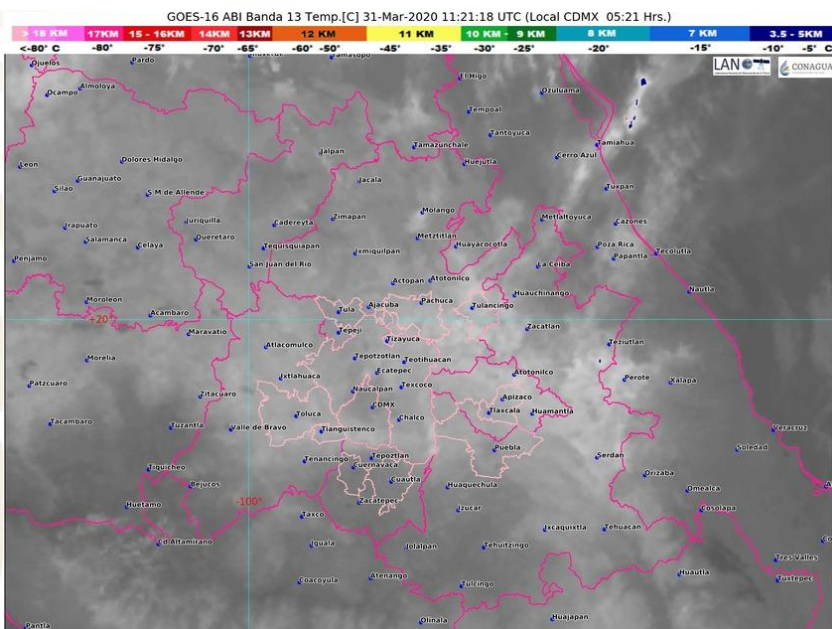 GOES-16 ABI Banda 13 Temp.[C] 31-Mar-2020 11:21:18 UTC (Local CDMX 05:21 Hrs.)
> 18 KM 17KM 15 - 16KM 14KM 13KM 12 KM 11 KM 10 KM - 9 KM 8 KM 7 KM 3.5 - 5KM
<-80° C -75° -70° -65° -60° -50° -45° -35° -30° -25° -20° -15° -10° -5° C
Ojuelos Pardo
LAN CONAGUA
El Higo
Ocampo Almoloya Ozuluama
Tempoal
Tantoyuca
Tamazunchale Tamiahua
Jalpan Cerro Azul
Leon Dolores Hidalgo Huejutla
Guanajuato Jacala
Silao S M de Allende Tuxpan
Molango
Irapuato Juriquilla Cadereyta Zimapan Metlaltoyuca Cazones
Salamanca Celaya Queretaro Tequisquiapan Metztitlan Huayacocotla Poza Rica
Penjamo San Juan del Rio Ixmiquilpan La Ceiba Papantla Tecolutla
Actopan Atotonilco
Moroleon Huauchinango Nautla
Acambaro Tula Ajacuba Pachuca Tulancingo
+20°
Maravatio Tepeji Tizayuca Zacatlan
Atlacomulco Teziutlan
Morelia Tepotzotlan Teotihuacan
Ixtlahuaca Ecatepec Atotonilco
Patzcuaro Naucalpan Texcoco Perote Xalapa
Zitacuaro Apizaco
Toluca CDMX Tlaxcala Huamantla
Tacambaro Tuzantla Valle de Bravo Tianguistenco Chalco Veracruz
Puebla Soledad
Tenancingo Tepoztlan Serdan
Tiquicheo Cuernavaca
Bejucos Cuautla Huaquechula Orizaba
-100° Omealca
Huetamo Zacatepec Izucar Cosolapa
Taxco
Ixcaquixtla Tehuacan
Cd Altamirano Iguala Jolalpan Tehuitzingo
Tres Valles
Coacoyula Atenango Tulcingo Huautla Tuxtepec
Pantla Olinala Huajapan